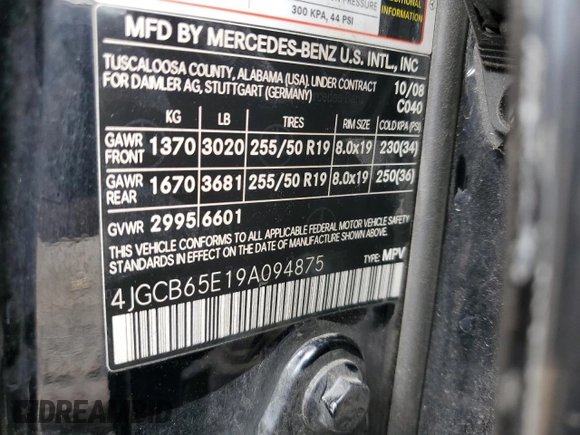 PRESSURE
300 KPA, 44 PSI
ADDITIONAL
INFORMATION
MFD BY MERCEDES-BENZ U.S. INTL., INC
TUSCALOOSA COUNTY, ALABAMA (USA), UNDER CONTRACT
FOR DAIMLER AG, STUTTGART (GERMANY)
10/08
C040
KG LB TIRES RIM SIZE COLD KPA (PSI)
GAWR FRONT 1370 3020 255/50 R19 8.0x19 230(34)
GAWR REAR 1670 3681 255/50 R19 8.0x19 250(36)
GVWR 2995 6601
THIS VEHICLE CONFORMS TO ALL APPLICABLE FEDERAL MOTOR VEHICLE SAFETY
STANDARDS IN EFFECT ON THE DATE OF MANUFACTURE SHOWN ABOVE.
4JGCB65E19A094875
TYPE: MPV
DREAMBID